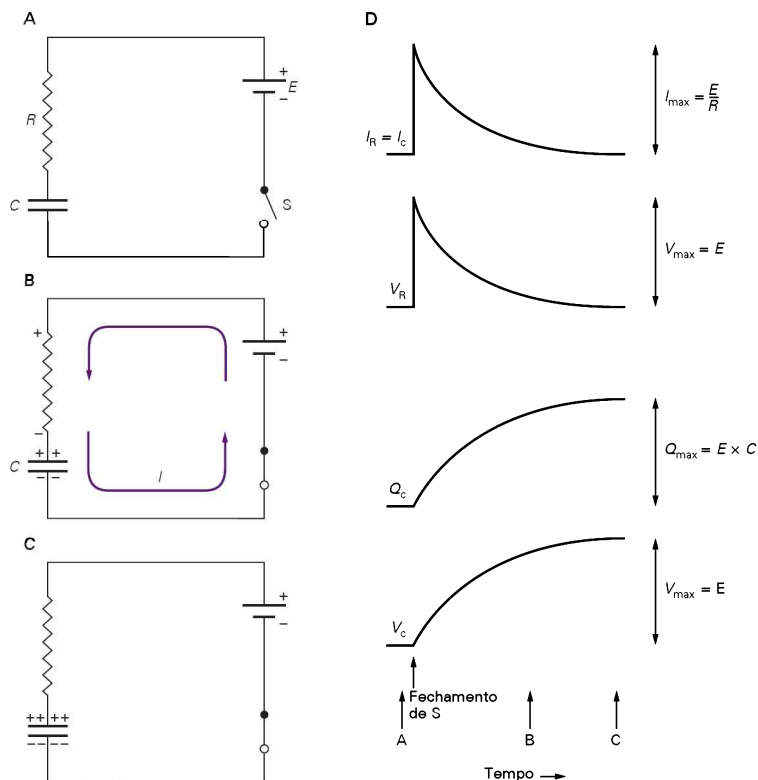 A
+
E
−
R
C
S
B
+
+
−
−
+ +
C
− −
I
C
+
−
++ ++
−− −−
D
I_R = I_c
I_max = E/R
V_R
V_max = E
Q_c
Q_max = E × C
V_c
V_max = E
Fechamento
de S
A
B
C
Tempo